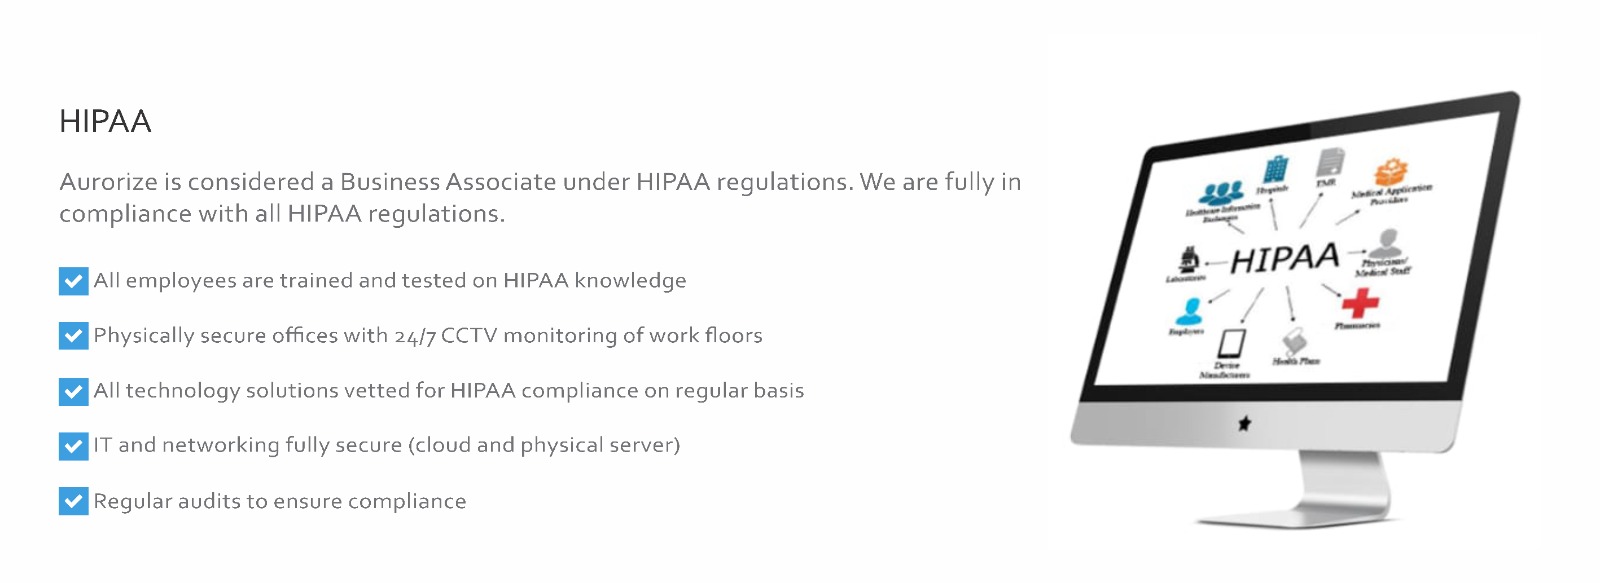 HIPAA
Aurorize is considered a Business Associate under HIPAA regulations. We are fully in
compliance with all HIPAA regulations.
All employees are trained and tested on HIPAA knowledge
Physically secure offices with 24/7 CCTV monitoring of work floors
All technology solutions vetted for HIPAA compliance on regular basis
IT and networking fully secure (cloud and physical server)
Regular audits to ensure compliance
Hospitals
EMR
Medical Application
Providers
Healthcare Information
Exchanges
HIPAA
Physician/
Medical Staff
Laboratories
Employers
Pharmacies
Device
Manufacturers
Health Plans